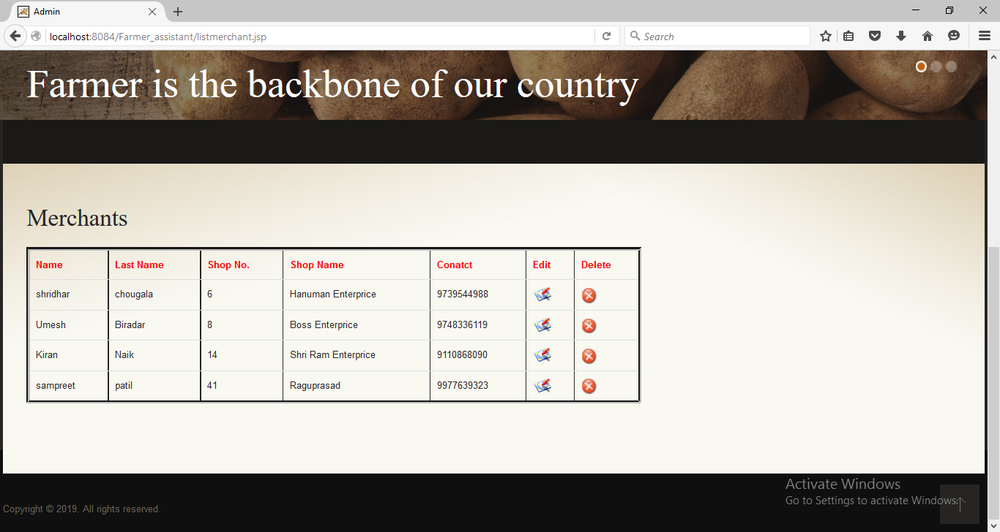 Admin
localhost:8084/Farmer_assistant/listmerchant.jsp
Search
Farmer is the backbone of our country
Merchants
Name Last Name Shop No. Shop Name Conatct Edit Delete
shridhar chougala 6 Hanuman Enterprice 9739544988
Umesh Biradar 8 Boss Enterprice 9748336119
Kiran Naik 14 Shri Ram Enterprice 9110868090
sampreet patil 41 Raguprasad 9977639323
Activate Windows
Go to Settings to activate Windows.
Copyright © 2019. All rights reserved.